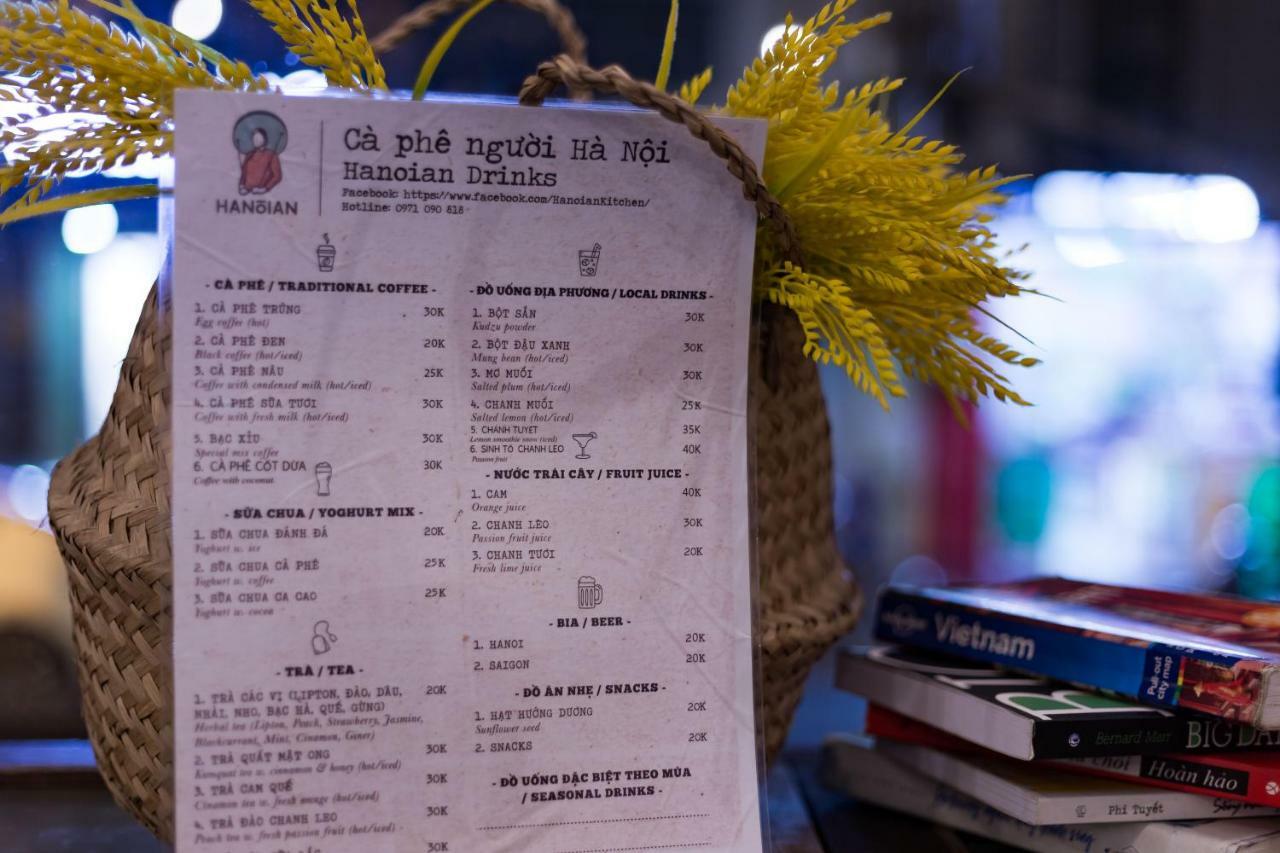 HANŏIAN
Cà phê người Hà Nội
Hanoian Drinks
Facebook: https://www.facebook.com/HanoianKitchen/
Hotline: 0971 090 818
- CÀ PHÊ / TRADITIONAL COFFEE -
1. CÀ PHÊ TRỨNG 30K
Egg coffee (hot)
2. CÀ PHÊ ĐEN 20K
Black coffee (hot/iced)
3. CÀ PHÊ NÂU 25K
Coffee with condensed milk (hot/iced)
4. CÀ PHÊ SỮA TƯƠI 30K
Coffee with fresh milk (hot/iced)
5. BẠC XỈU 30K
Special mix coffee
6. CÀ PHÊ CỐT DỪA 30K
Coffee with coconut
- SỮA CHUA / YOGHURT MIX -
1. SỮA CHUA ĐÁNH ĐÁ 20K
Yoghurt w. ice
2. SỮA CHUA CÀ PHÊ 25K
Yoghurt w. coffee
3. SỮA CHUA CA CAO 25K
Yoghurt w. cocoa
- TRÀ / TEA -
1. TRÀ CÁC VỊ (LIPTON, ĐÀO, DÂU, 20K
NHÀI, NHO, BẠC HÀ, QUẾ, GỪNG)
Herbal tea (Lipton, Peach, Strawberry, Jasmine,
Blackcurrant, Mint, Cinamon, Giner)
2. TRÀ QUẤT MẬT ONG 30K
Kumquat tea w. cinnamon & honey (hot/iced)
3. TRÀ CAM QUẾ 30K
Cinamon tea w. fresh orange (hot/iced)
4. TRÀ ĐÀO CHANH LEO 30K
Peach tea w. fresh passion fruit (hot/iced)
30K
- ĐỒ UỐNG ĐỊA PHƯƠNG / LOCAL DRINKS -
1. BỘT SẮN 30K
Kudzu powder
2. BỘT ĐẬU XANH 30K
Mung bean (hot/iced)
3. MƠ MUỐI 30K
Salted plum (hot/iced)
4. CHANH MUỐI 25K
Salted lemon (hot/iced)
5. CHANH TUYẾT 35K
Lemon smoothie snow (iced)
6. SINH TỐ CHANH LEO 40K
Passion fruit
- NƯỚC TRÁI CÂY / FRUIT JUICE -
1. CAM 40K
Orange juice
2. CHANH LEO 30K
Passion fruit juice
3. CHANH TƯƠI 20K
Fresh lime juice
- BIA / BEER -
1. HANOI 20K
2. SAIGON 20K
- ĐỒ ĂN NHẸ / SNACKS -
1. HẠT HƯỚNG DƯƠNG 20K
Sunflower seed
2. SNACKS 20K
- ĐỒ UỐNG ĐẶC BIỆT THEO MÙA
/ SEASONAL DRINKS -
Vietnam
Pull-out
city map
Bernard Marr BIG DA
Hoàn hảo
Phi Tuyết